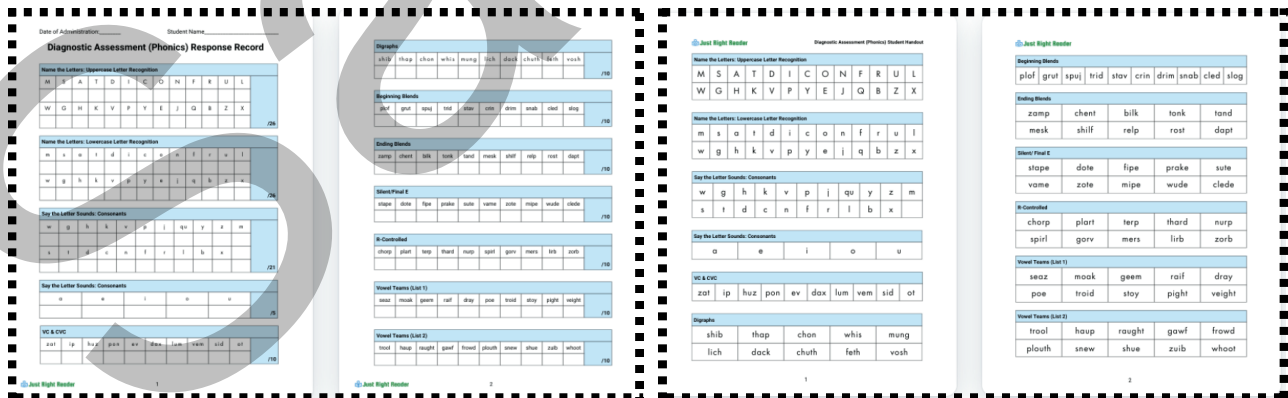 Date of Administration:______ Student Name______________________
Diagnostic Assessment (Phonics) Response Record
Name the Letters: Uppercase Letter Recognition
M S A T D I C O N F R U L
W G H K V P Y E J Q B Z X
/26
Name the Letters: Lowercase Letter Recognition
m s a t d i c o n f r u l
w g h k v p y e j q b z x
/26
Say the Letter Sounds: Consonants
w g h k v p j qu y z m
s t d c n f r l b x
/21
Say the Letter Sounds: Consonants
a e i o u
/5
VC & CVC
zat ip huz pon ev dax lum vem sid ot
/10
Just Right Reader
1
Digraphs
shib thap chon whis mung lich dack chuth feth vosh
/10
Beginning Blends
plof grut spuj trid stav crin drim snab cled slog
/10
Ending Blends
zamp chent bilk tonk tand mesk shilf relp rost dapt
/10
Silent/Final E
stape dote fipe prake sute vame zote mipe wude clede
/10
R-Controlled
chorp plart terp thard nurp spirl gorv mers lirb zorb
/10
Vowel Teams (List 1)
seaz moak geem raif dray poe troid stoy pight veight
/10
Vowel Teams (List 2)
trool haup raught gawf frowd plouth snew shue zuib whoot
/10
Just Right Reader
2
Just Right Reader
Diagnostic Assessment (Phonics) Student Handout
Name the Letters: Uppercase Letter Recognition
M S A T D I C O N F R U L
W G H K V P Y E J Q B Z X
Name the Letters: Lowercase Letter Recognition
m s a t d i c o n f r u l
w g h k v p y e j q b z x
Say the Letter Sounds: Consonants
w g h k v p j qu y z m
s t d c n f r l b x
Say the Letter Sounds: Consonants
a e i o u
VC & CVC
zat ip huz pon ev dax lum vem sid ot
Digraphs
shib thap chon whis mung
lich dack chuth feth vosh
1
Just Right Reader
Beginning Blends
plof grut spuj trid stav crin drim snab cled slog
Ending Blends
zamp chent bilk tonk tand
mesk shilf relp rost dapt
Silent/ Final E
stape dote fipe prake sute
vame zote mipe wude clede
R-Controlled
chorp plart terp thard nurp
spirl gorv mers lirb zorb
Vowel Teams (List 1)
seaz moak geem raif dray
poe troid stoy pight veight
Vowel Teams (List 2)
trool haup raught gawf frowd
plouth snew shue zuib whoot
2